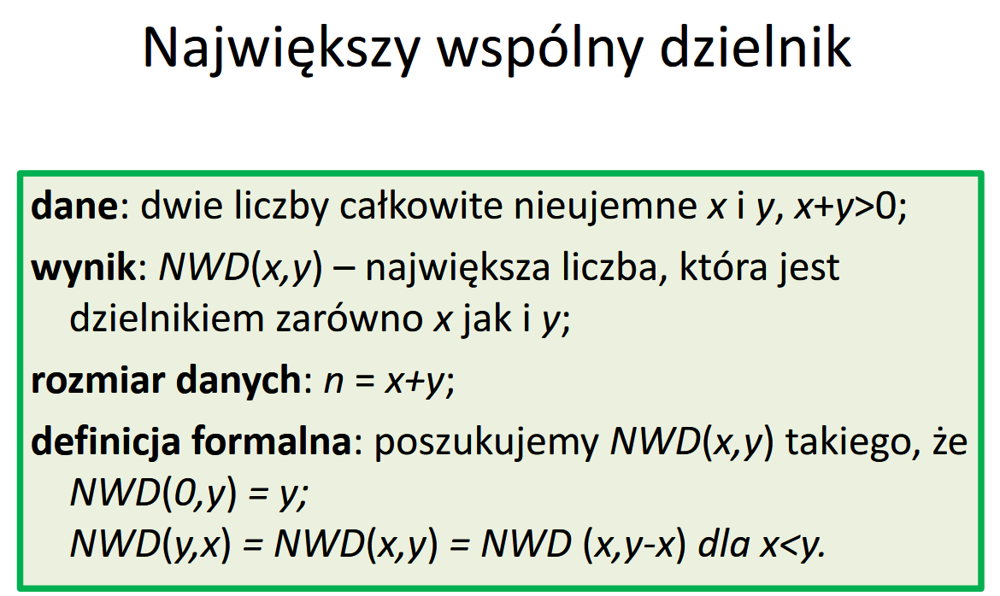 Największy wspólny dzielnik
dane: dwie liczby całkowite nieujemne x i y, x+y>0;
wynik: NWD(x,y) – największa liczba, która jest
dzielnikiem zarówno x jak i y;
rozmiar danych: n = x+y;
definicja formalna: poszukujemy NWD(x,y) takiego, że
NWD(0,y) = y;
NWD(y,x) = NWD(x,y) = NWD (x,y-x) dla x<y.